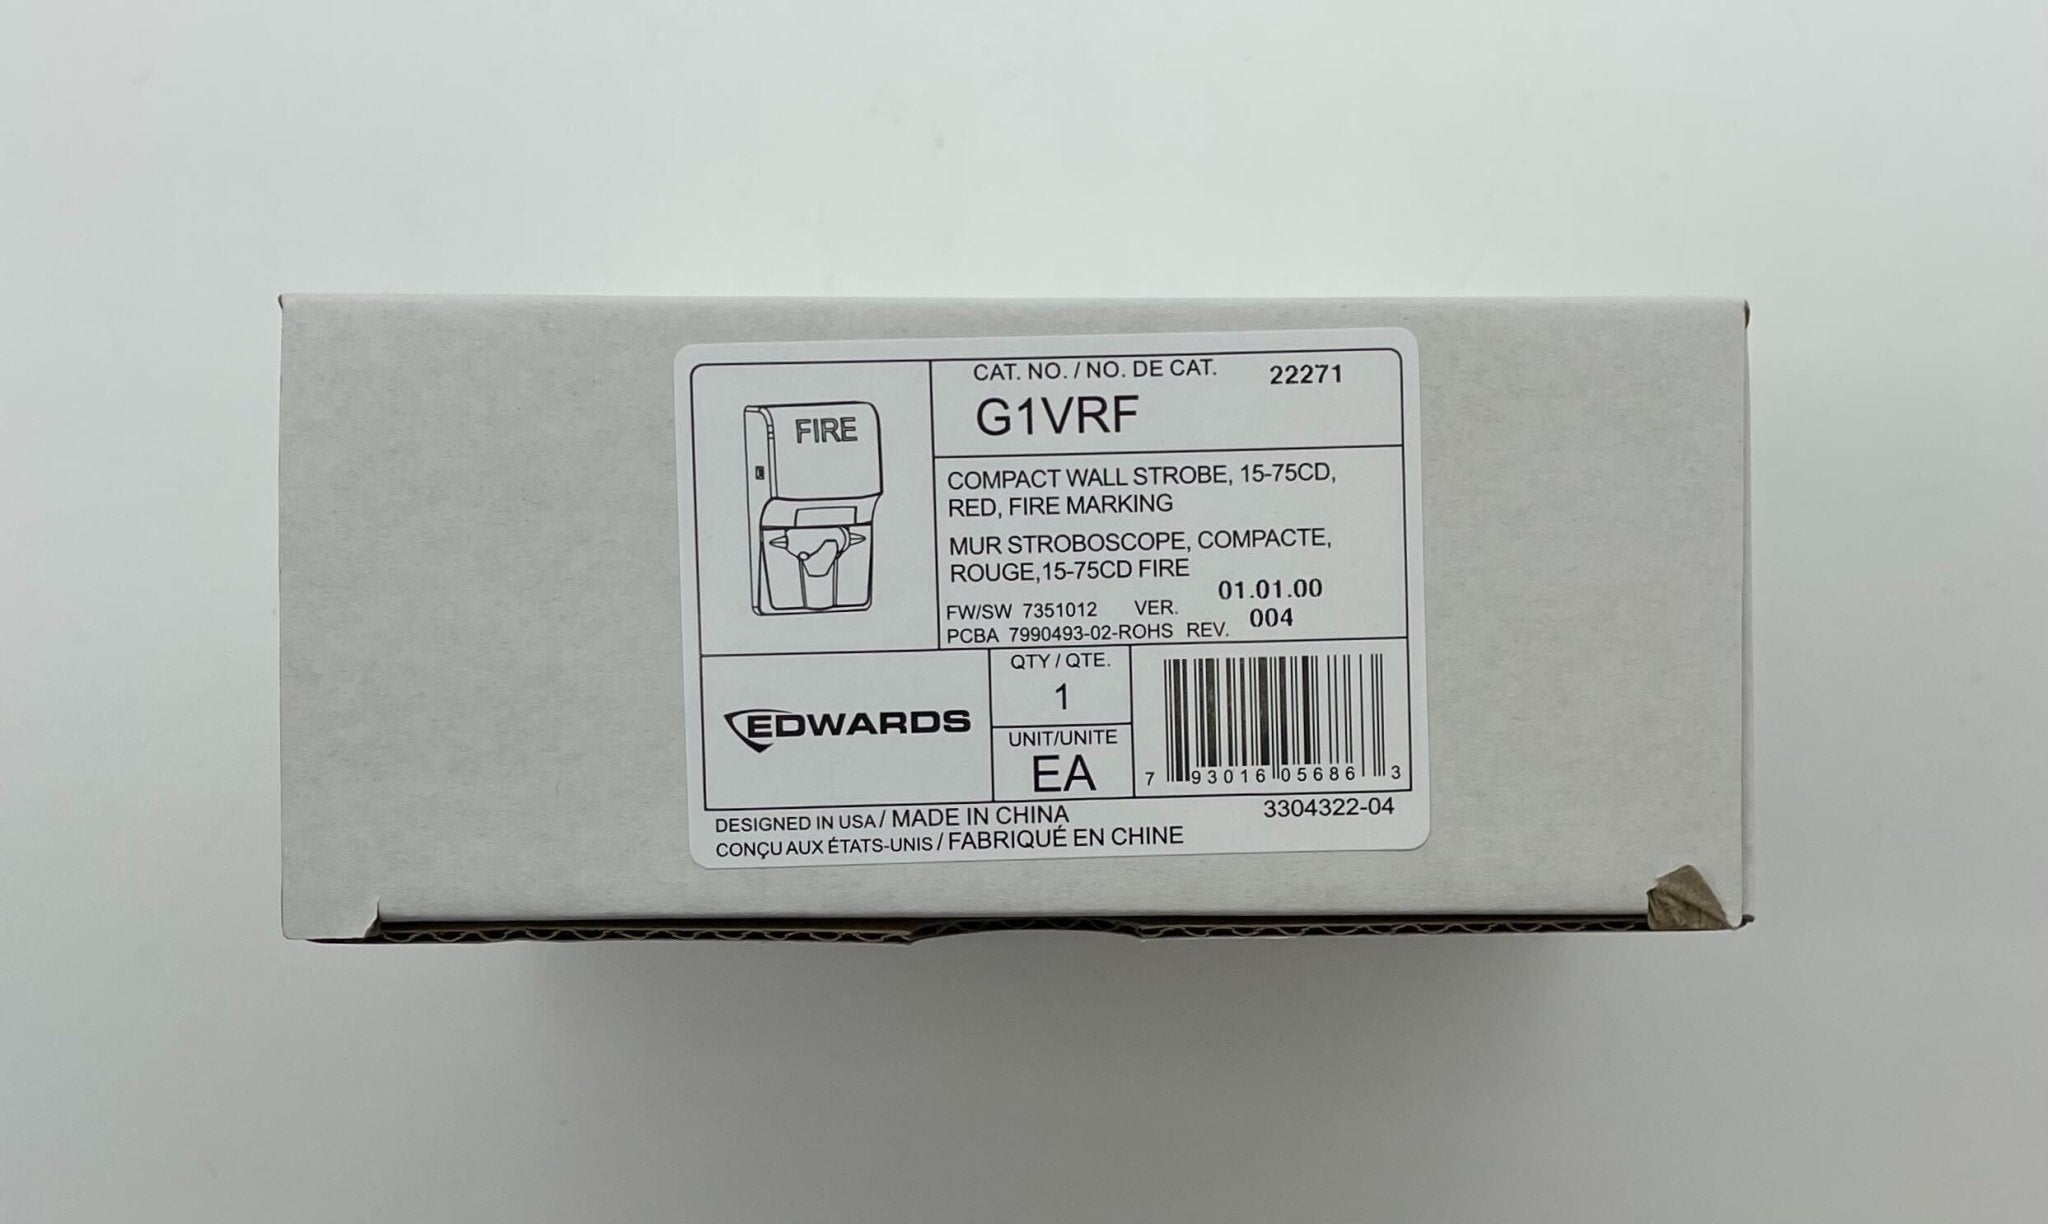 FIRE
CAT. NO. / NO. DE CAT. 22271
G1VRF
COMPACT WALL STROBE, 15-75CD,
RED, FIRE MARKING
MUR STROBOSCOPE, COMPACTE,
ROUGE,15-75CD FIRE
FW/SW 7351012 VER. 01.01.00
PCBA 7990493-02-ROHS REV. 004
EDWARDS
QTY / QTE.
1
UNIT/UNITE
EA
7 93016 05686 3
DESIGNED IN USA / MADE IN CHINA
CONÇU AUX ÉTATS-UNIS / FABRIQUÉ EN CHINE
3304322-04